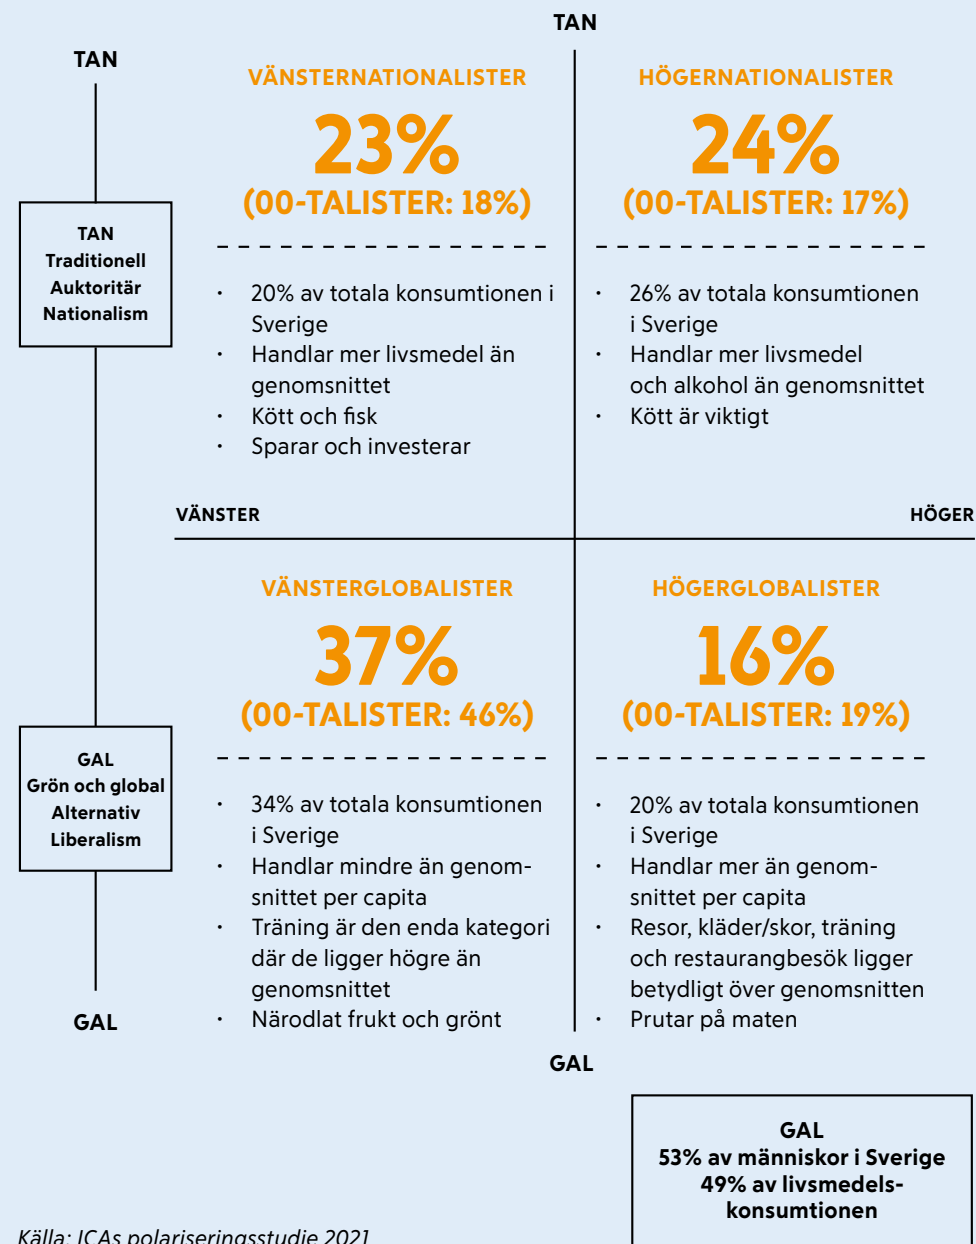 TAN
TAN
VÄNSTERNATIONALISTER
23%
(00-TALISTER: 18%)
20% av totala konsumtionen i
Sverige
Handlar mer livsmedel än
genomsnittet
Kött och fisk
Sparar och investerar
HÖGERNATIONALISTER
24%
(00-TALISTER: 17%)
26% av totala konsumtionen
i Sverige
Handlar mer livsmedel
och alkohol än genomsnittet
Kött är viktigt
TAN
Traditionell
Auktoritär
Nationalism
VÄNSTER
HÖGER
VÄNSTERGLOBALISTER
37%
(00-TALISTER: 46%)
34% av totala konsumtionen
i Sverige
Handlar mindre än genom-
snittet per capita
Träning är den enda kategori
där de ligger högre än
genomsnittet
Närodlat frukt och grönt
HÖGERGLOBALISTER
16%
(00-TALISTER: 19%)
20% av totala konsumtionen
i Sverige
Handlar mer än genom-
snittet per capita
Resor, kläder/skor, träning
och restaurangbesök ligger
betydligt över genomsnitten
Prutar på maten
GAL
Grön och global
Alternativ
Liberalism
GAL
GAL
GAL
53% av människor i Sverige
49% av livsmedels-
konsumtionen
Källa: ICAs polariseringsstudie 2021